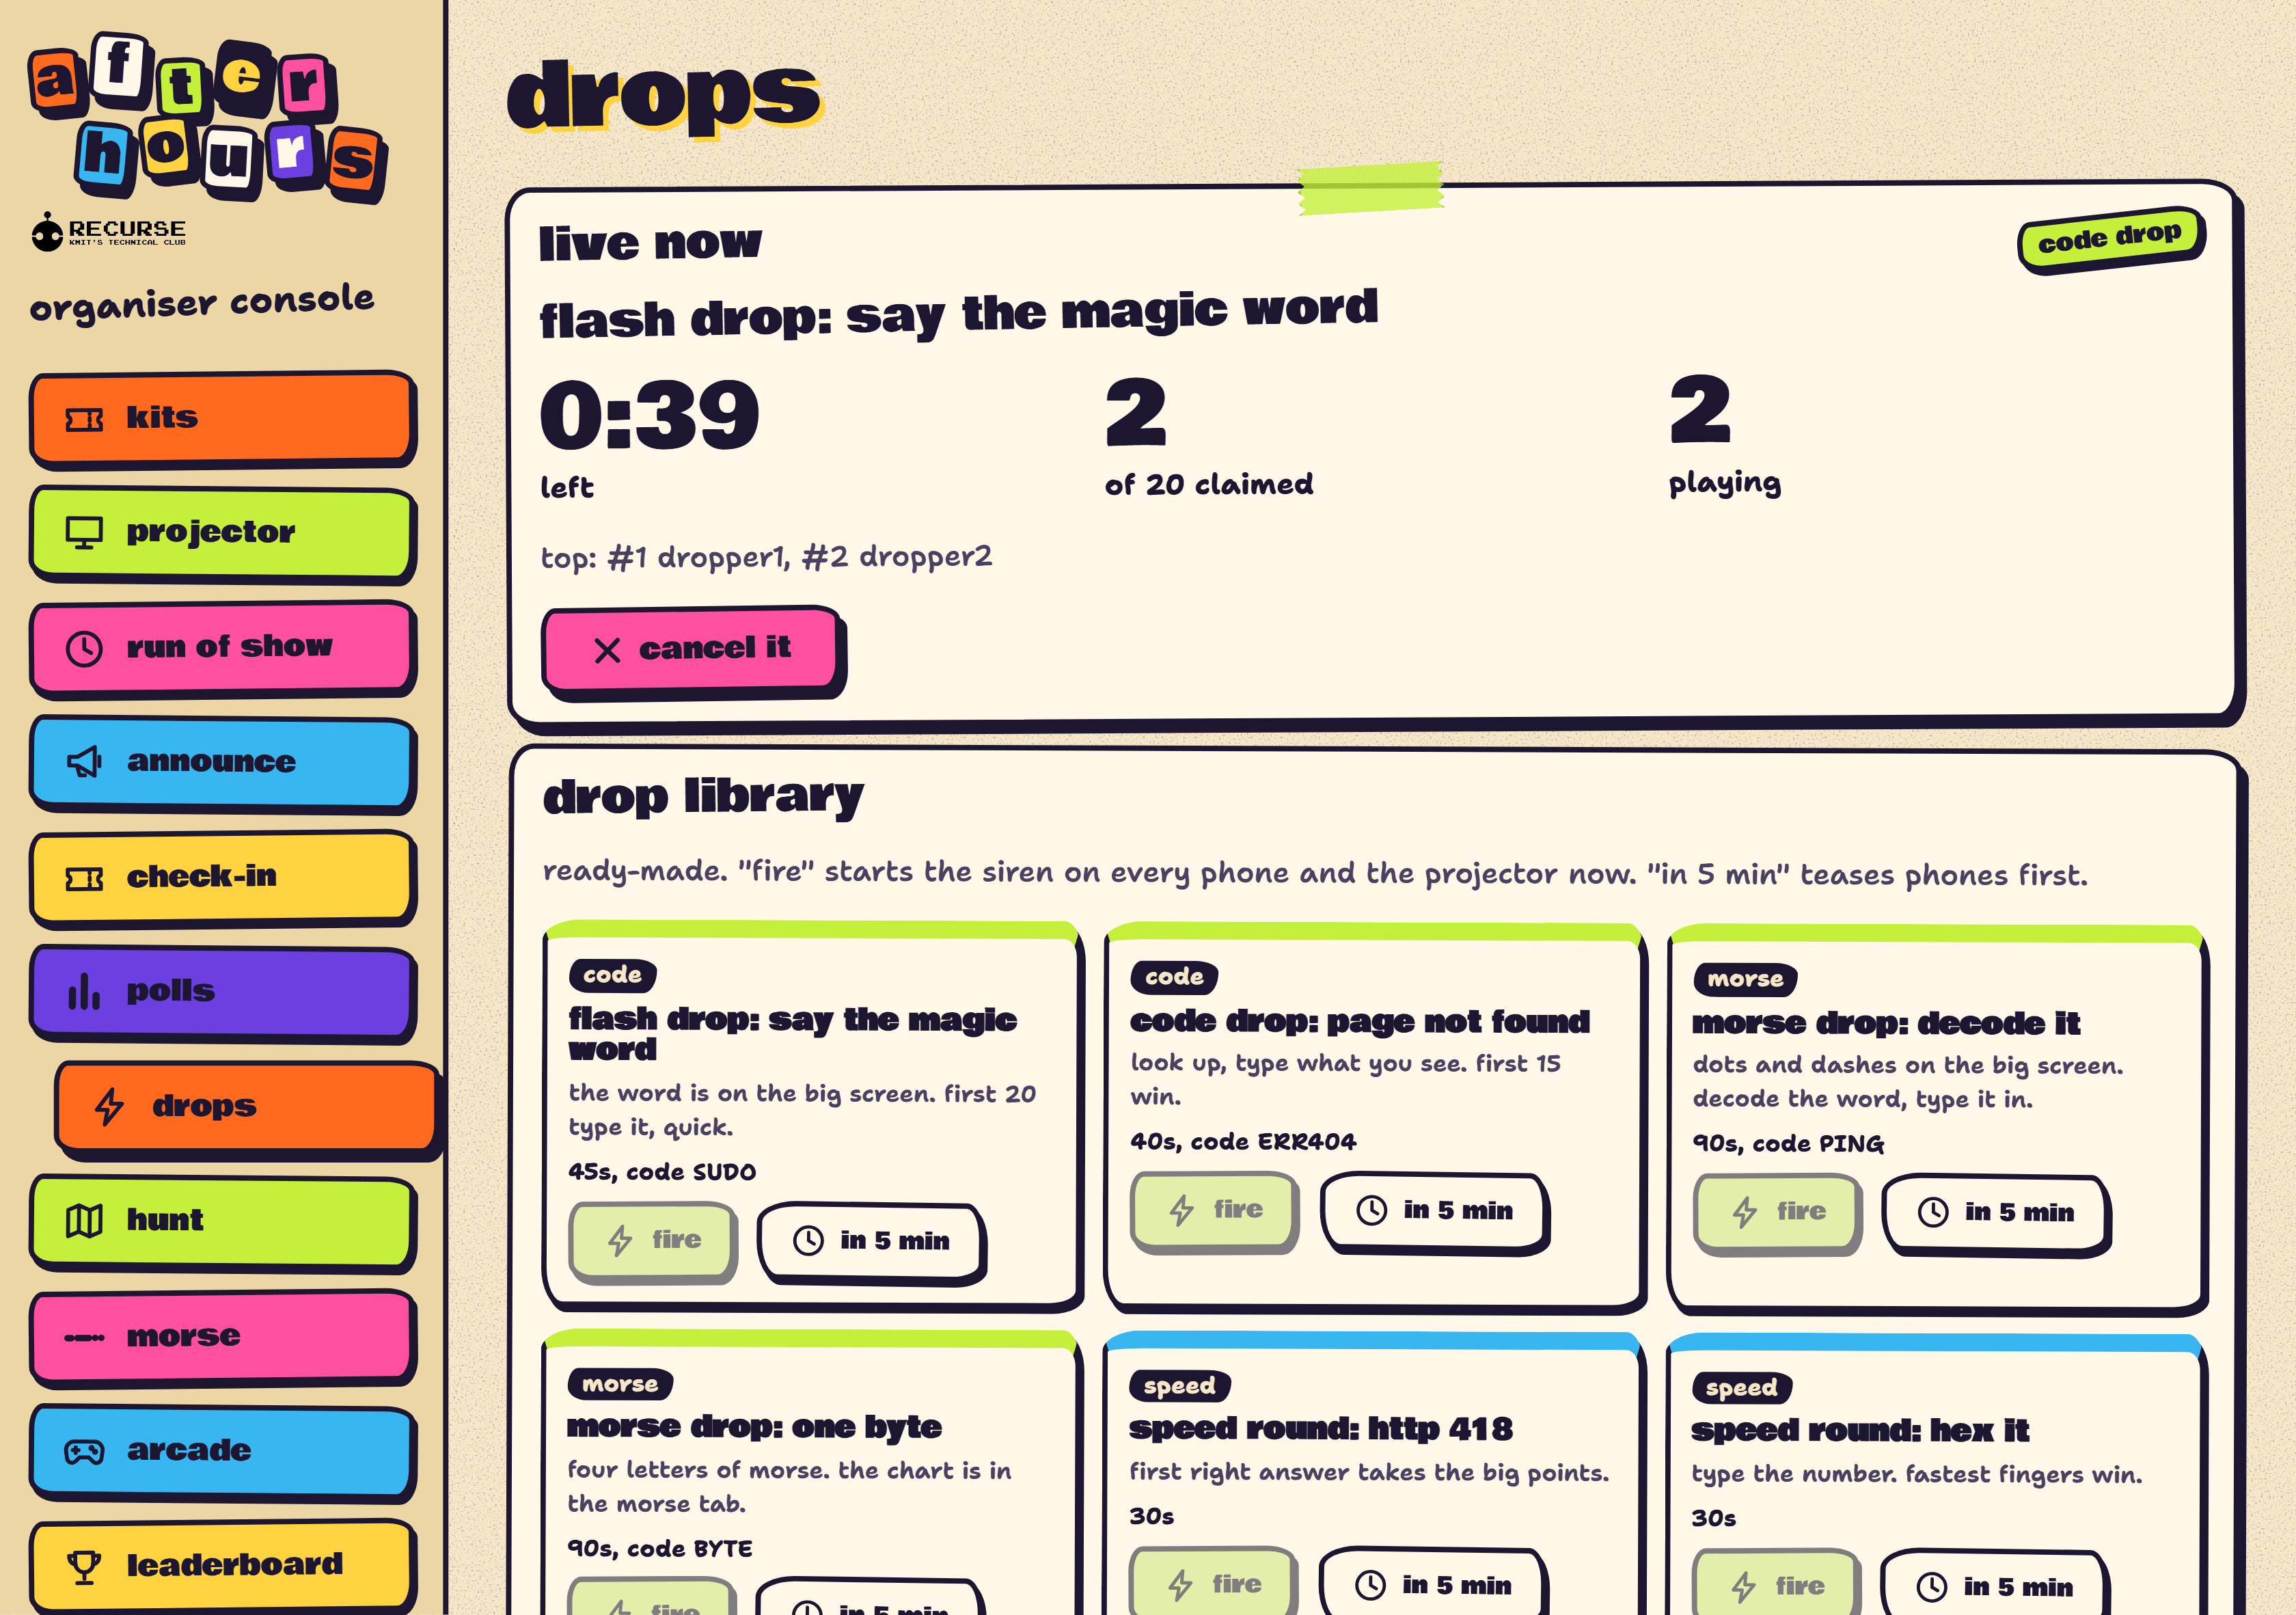 after
hours
RECURSE
KMIT'S TECHNICAL CLUB
organiser console
kits
projector
run of show
announce
check-in
polls
drops
hunt
morse
arcade
leaderboard
drops
live now
code drop
flash drop: say the magic word
0:39
left
2
of 20 claimed
2
playing
top: #1 dropper1, #2 dropper2
cancel it
drop library
ready-made. "fire" starts the siren on every phone and the projector now. "in 5 min" teases phones first.
code
flash drop: say the magic
word
the word is on the big screen. first 20
type it, quick.
45s, code SUDO
fire
in 5 min
code
code drop: page not found
look up, type what you see. first 15
win.
40s, code ERR404
fire
in 5 min
morse
morse drop: decode it
dots and dashes on the big screen.
decode the word, type it in.
90s, code PING
fire
in 5 min
morse
morse drop: one byte
four letters of morse. the chart is in
the morse tab.
90s, code BYTE
fire
in 5 min
speed
speed round: http 418
first right answer takes the big points.
30s
fire
in 5 min
speed
speed round: hex it
type the number. fastest fingers win.
30s
fire
in 5 min